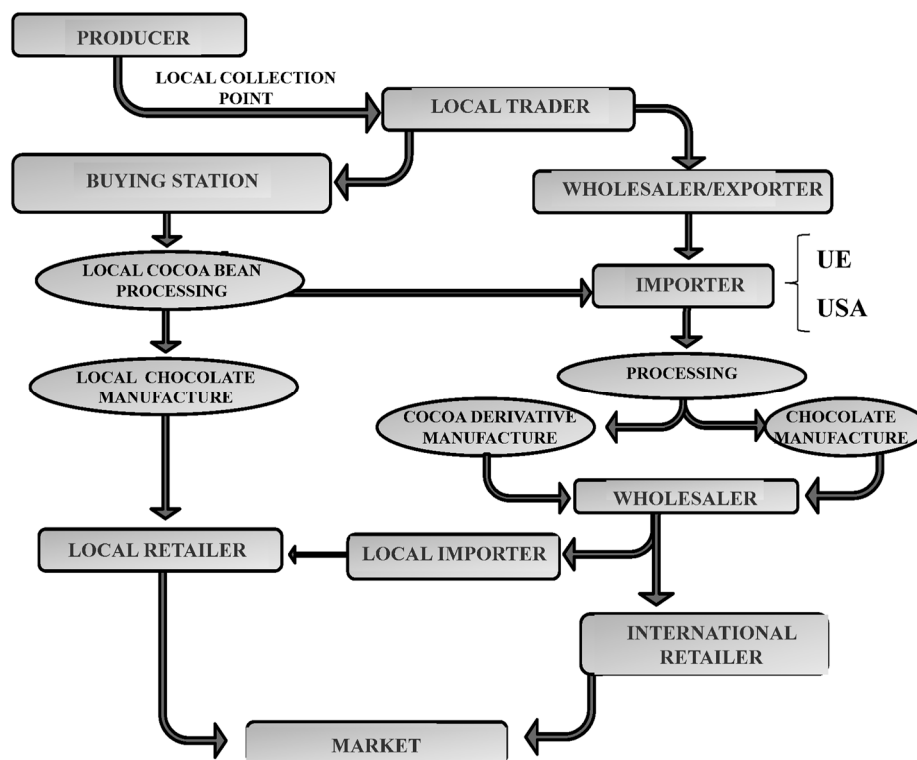 PRODUCER
LOCAL COLLECTION
POINT
LOCAL TRADER
BUYING STATION
WHOLESALER/EXPORTER
LOCAL COCOA BEAN
PROCESSING
IMPORTER
UE
USA
LOCAL CHOCOLATE
MANUFACTURE
PROCESSING
COCOA DERIVATIVE
MANUFACTURE
CHOCOLATE
MANUFACTURE
WHOLESALER
LOCAL RETAILER
LOCAL IMPORTER
INTERNATIONAL
RETAILER
MARKET